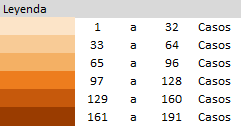 Leyenda
1 a 32 Casos
33 a 64 Casos
65 a 96 Casos
97 a 128 Casos
129 a 160 Casos
161 a 191 Casos